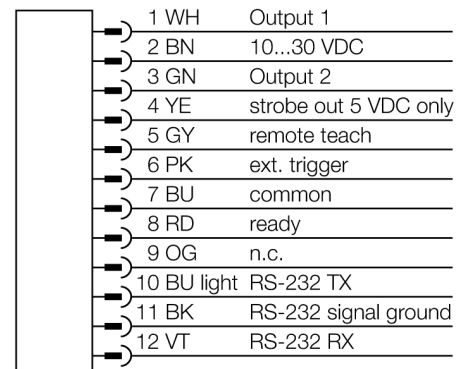 1 WH Output 1
2 BN 10...30 VDC
3 GN Output 2
4 YE strobe out 5 VDC only
5 GY remote teach
6 PK ext. trigger
7 BU common
8 RD ready
9 OG n.c.
10 BU light RS-232 TX
11 BK RS-232 signal ground
12 VT RS-232 RX